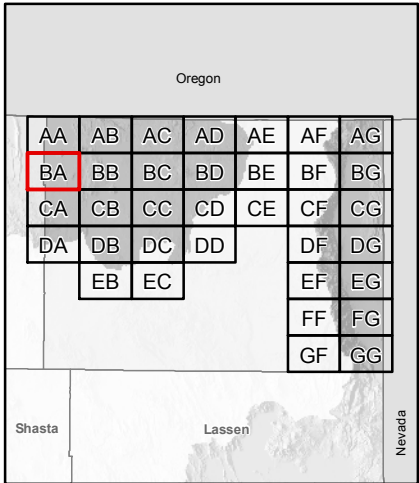 Oregon
AA AB AC AD AE AF AG
BA BB BC BD BE BF BG
CA CB CC CD CE CF CG
DA DB DC DD DF DG
EB EC EF EG
FF FG
GF GG
Shasta Lassen Nevada